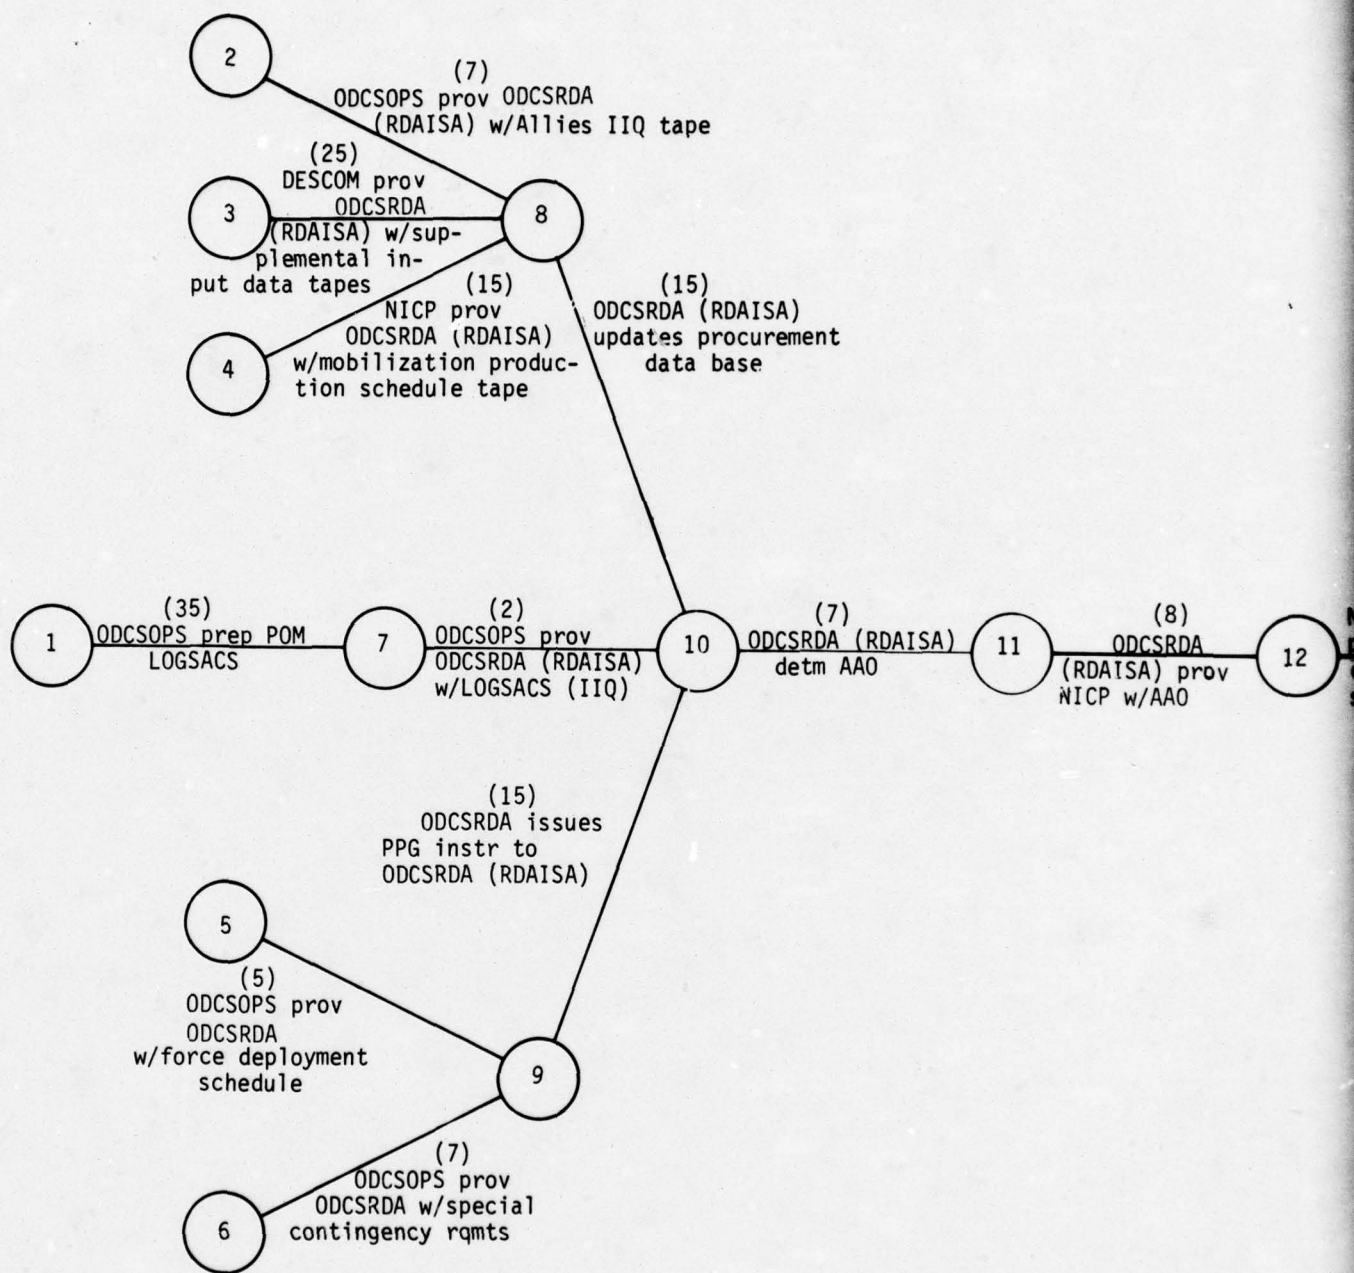 2
(7)
ODCSOPS prov ODCSRDA
(RDAISA) w/Allies IIQ tape
(25)
DESCOM prov
ODCSRDA
3
(RDAISA) w/sup-
plemental in-
put data tapes
8
(15)
NICP prov
ODCSRDA (RDAISA)
w/mobilization produc-
tion schedule tape
4
(15)
ODCSRDA (RDAISA)
updates procurement
data base
1
(35)
ODCSOPS prep POM
LOGSACS
7
(2)
ODCSOPS prov
ODCSRDA (RDAISA)
w/LOGSACS (IIQ)
10
(7)
ODCSRDA (RDAISA)
detm AAO
11
(8)
ODCSRDA
(RDAISA) prov
NICP w/AAO
12
(15)
ODCSRDA issues
PPG instr to
ODCSRDA (RDAISA)
5
(5)
ODCSOPS prov
ODCSRDA
w/force deployment
schedule
9
(7)
ODCSOPS prov
ODCSRDA w/special
contingency rqmts
6